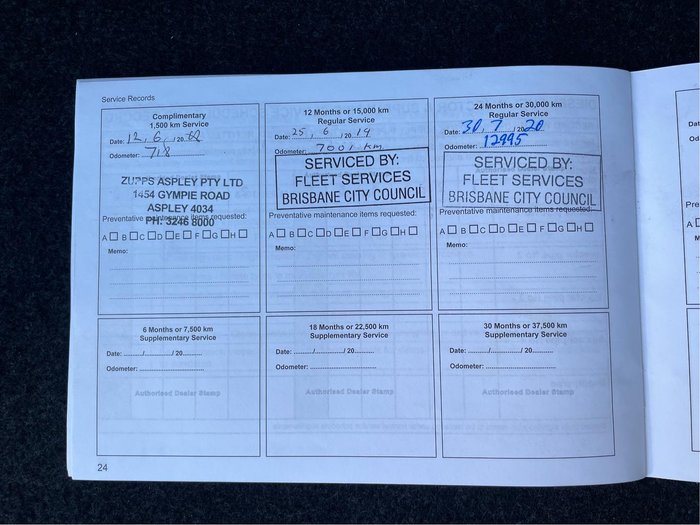 Service Records
Complimentary
1,500 km Service
Date: 12, 6, /20
Odometer: 718
ZUPPS ASPLEY PTY LTD
1454 GYMPIE ROAD
ASPLEY 4034
PH: 3246 8000
Preventative maintenance items requested:
A □ B □ C □ D □ E □ F □ G □ H □
Memo:
12 Months or 15,000 km
Regular Service
Date: 25, 6 /20 19
Odometer: 7001 km
SERVICED BY:
FLEET SERVICES
BRISBANE CITY COUNCIL
Preventative maintenance items requested:
A □ B □ C □ D □ E □ F □ G □ H □
Memo:
24 Months or 30,000 km
Regular Service
Date: 30, 7 /20 20
Odometer: 12995
SERVICED BY:
FLEET SERVICES
BRISBANE CITY COUNCIL
Preventative maintenance items requested:
A □ B □ C □ D □ E □ F □ G □ H □
Memo:
6 Months or 7,500 km
Supplementary Service
Date: ........./........./ 20..........
Odometer: ................................
Authorised Dealer Stamp
18 Months or 22,500 km
Supplementary Service
Date: ........./........./ 20..........
Odometer: ................................
Authorised Dealer Stamp
30 Months or 37,500 km
Supplementary Service
Date: ........./........./ 20..........
Odometer: ................................
Authorised Dealer Stamp
24